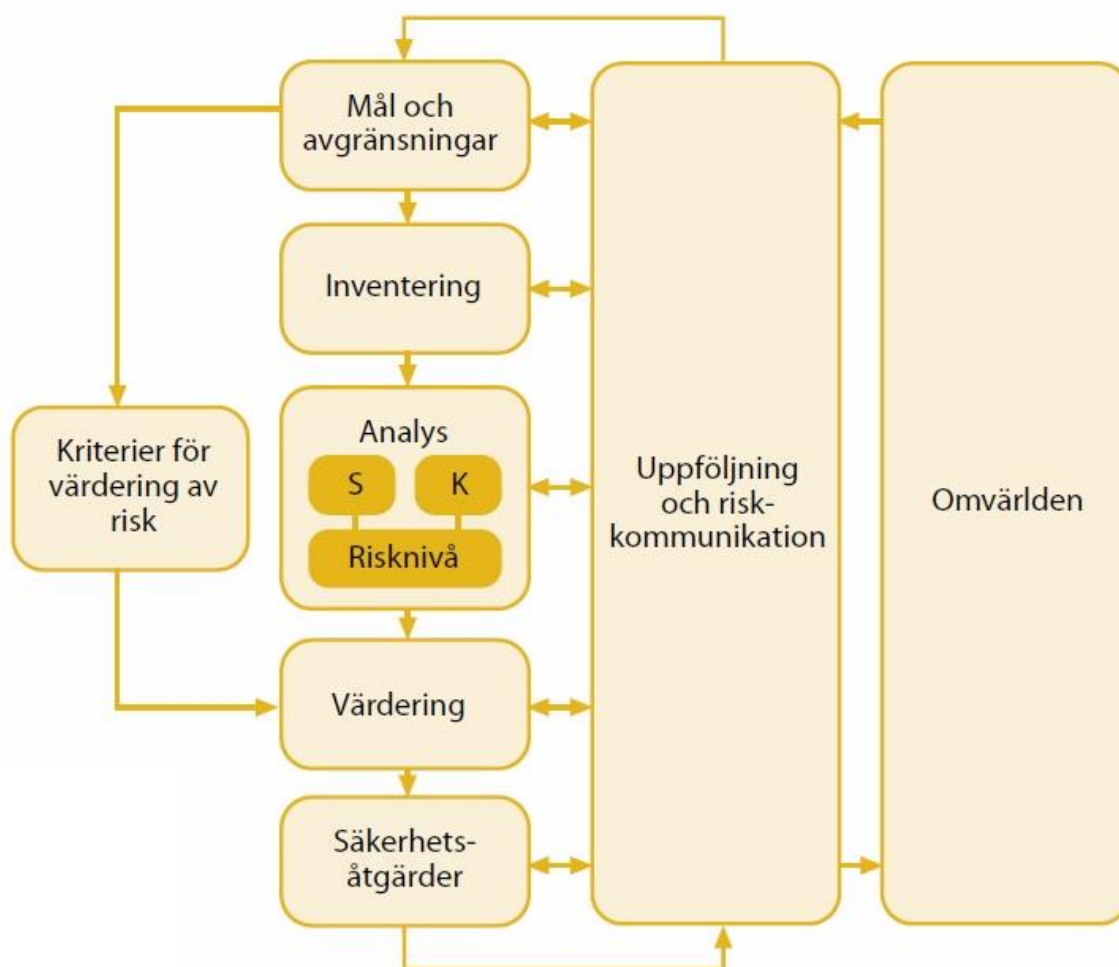 Mål och
avgränsningar
Inventering
Analys
S
K
Risknivå
Kriterier för
värdering av
risk
Värdering
Säkerhets-
åtgärder
Uppföljning
och risk-
kommunikation
Omvärlden